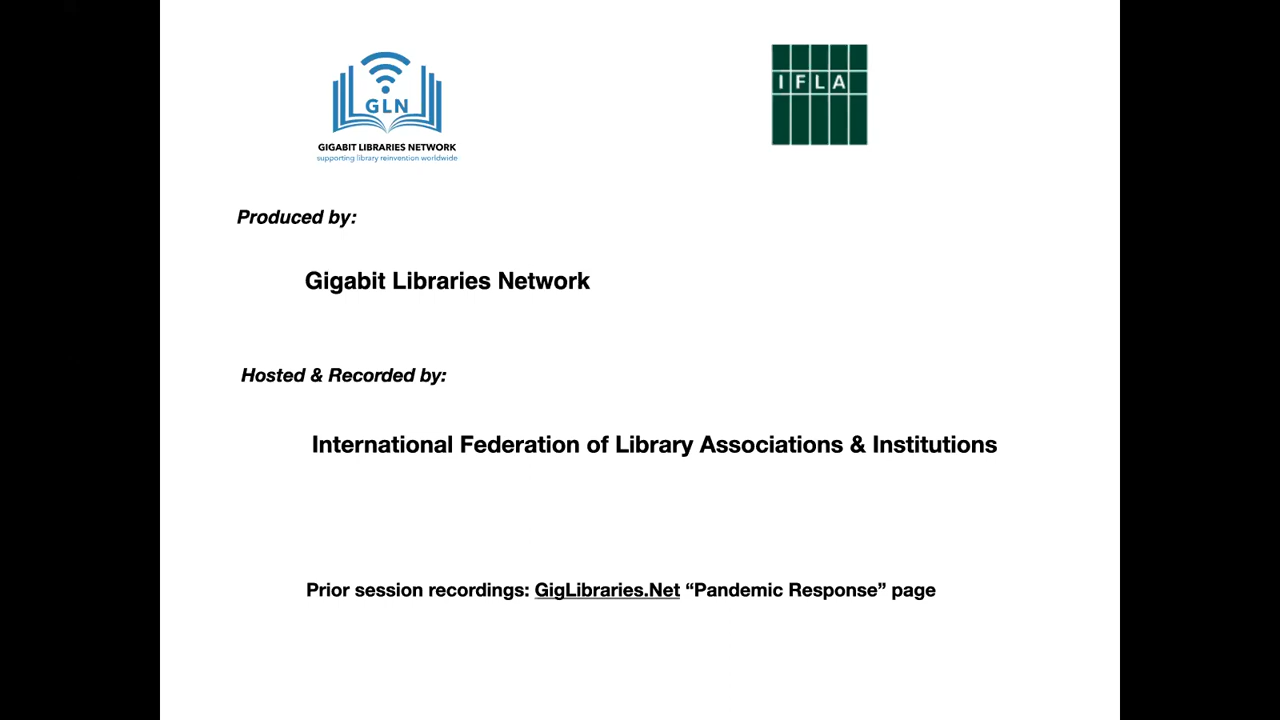 GLN
GIGABIT LIBRARIES NETWORK
supporting library reinvention worldwide
IFLA
Produced by:
Gigabit Libraries Network
Hosted & Recorded by:
International Federation of Library Associations & Institutions
Prior session recordings: GigLibraries.Net “Pandemic Response” page